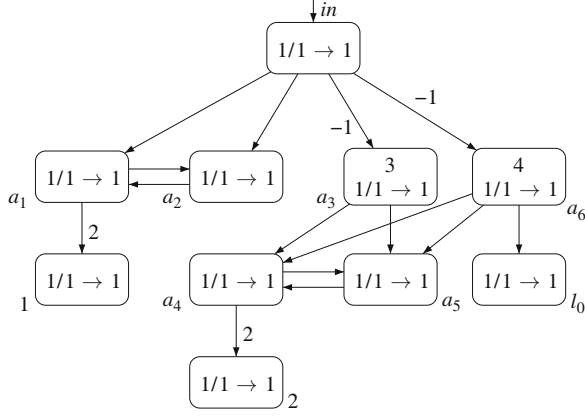 in
1/1 → 1
−1
−1
1/1 → 1
1/1 → 1
3
1/1 → 1
4
1/1 → 1
a1
a2
a3
a6
2
1/1 → 1
1/1 → 1
1/1 → 1
1/1 → 1
1
a4
a5
l0
2
1/1 → 1
2